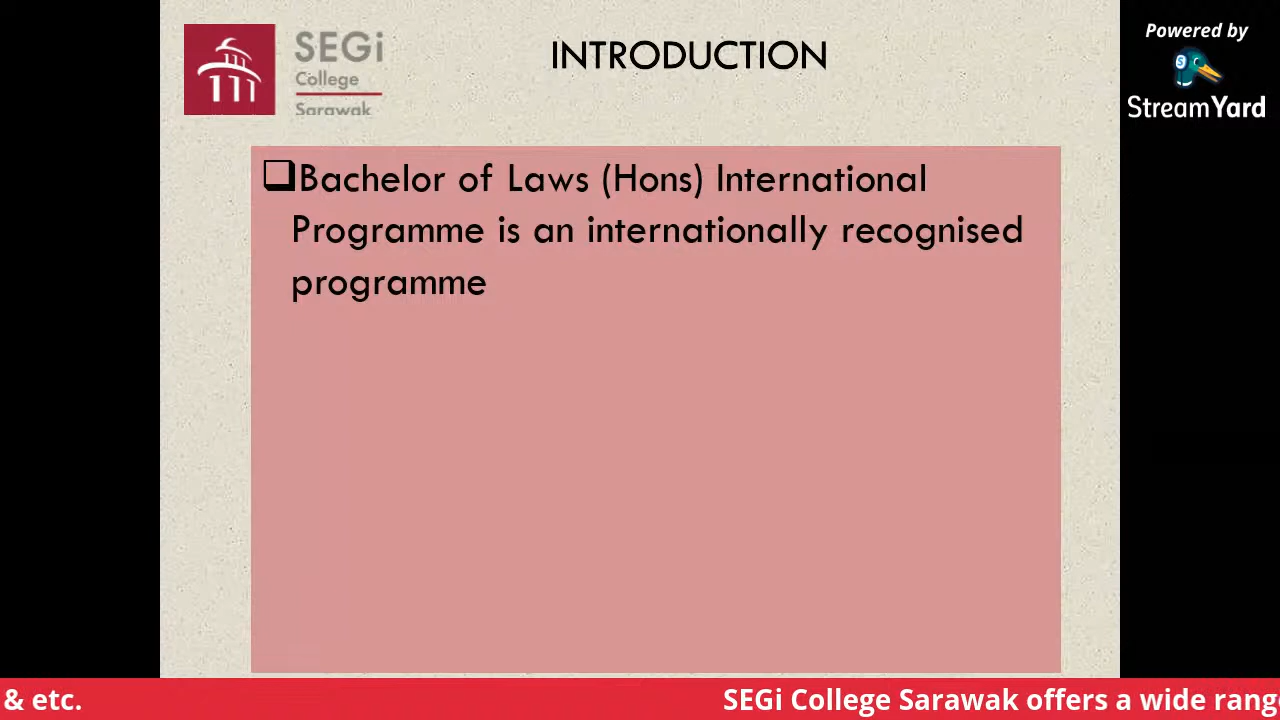 SEGi
College
Sarawak
INTRODUCTION
Powered by
StreamYard
❑Bachelor of Laws (Hons) International
Programme is an internationally recognised
programme
& etc.
SEGi College Sarawak offers a wide rang